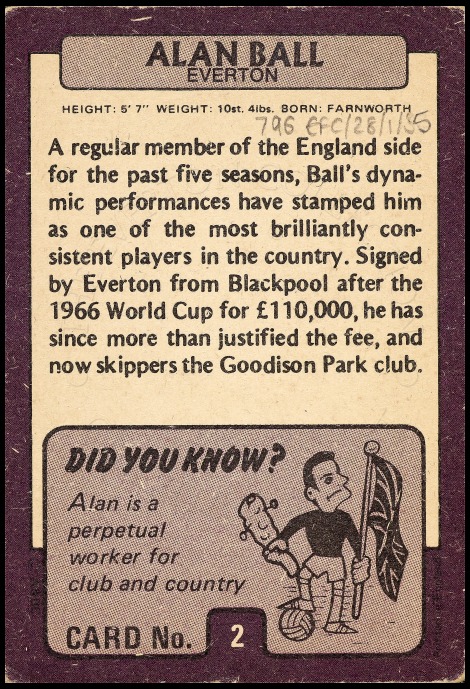 ALAN BALL
EVERTON
HEIGHT: 5' 7" WEIGHT: 10st. 4lbs. BORN: FARNWORTH
796 EFC/28/1/35
A regular member of the England side
for the past five seasons, Ball's dyna-
mic performances have stamped him
as one of the most brilliantly con-
sistent players in the country. Signed
by Everton from Blackpool after the
1966 World Cup for £110,000, he has
since more than justified the fee, and
now skippers the Goodison Park club.
DID YOU KNOW?
Alan is a
perpetual
worker for
club and country
CARD No. 2